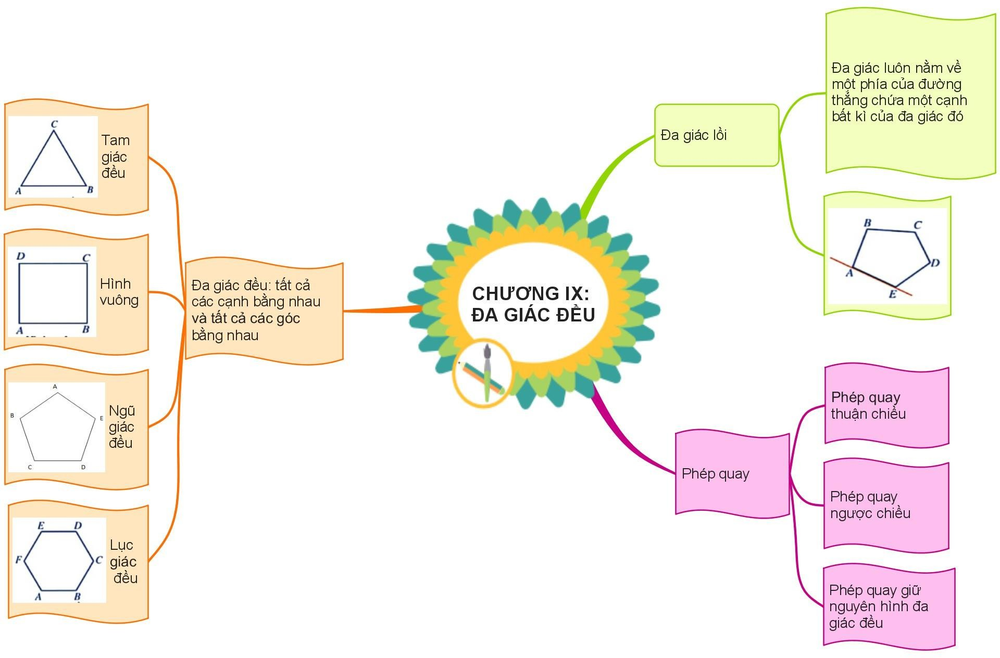 CHƯƠNG IX:
ĐA GIÁC ĐỀU
Đa giác lồi
Đa giác luôn nằm về
một phía của đường
thẳng chứa một cạnh
bất kì của đa giác đó
B
C
D
A
E
Phép quay
Phép quay
thuận chiều
Phép quay
ngược chiều
Phép quay giữ
nguyên hình đa
giác đều
Đa giác đều: tất cả
các cạnh bằng nhau
và tất cả các góc
bằng nhau
C
A
B
Tam
giác
đều
D
C
A
B
Hình
vuông
A
B
E
C
D
Ngũ
giác
đều
E
D
F
C
A
B
Lục
giác
đều